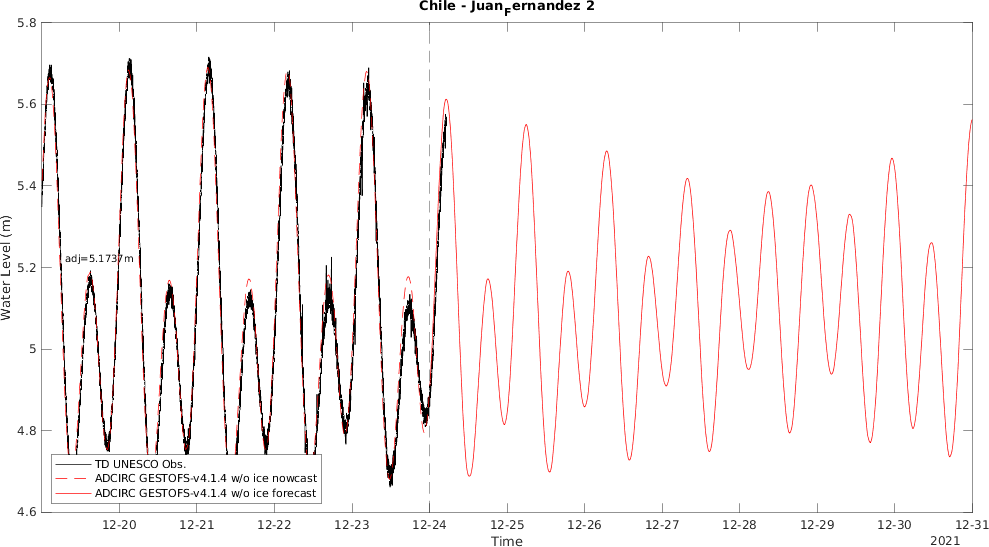 Chile - Juan_Fernandez 2
5.8
5.6
5.4
5.2
5
4.8
4.6
Water Level (m)
adj=5.1737m
TD UNESCO Obs.
ADCIRC GESTOFS-v4.1.4 w/o ice nowcast
ADCIRC GESTOFS-v4.1.4 w/o ice forecast
12-20
12-21
12-22
12-23
12-24
12-25
12-26
12-27
12-28
12-29
12-30
12-31
Time
2021